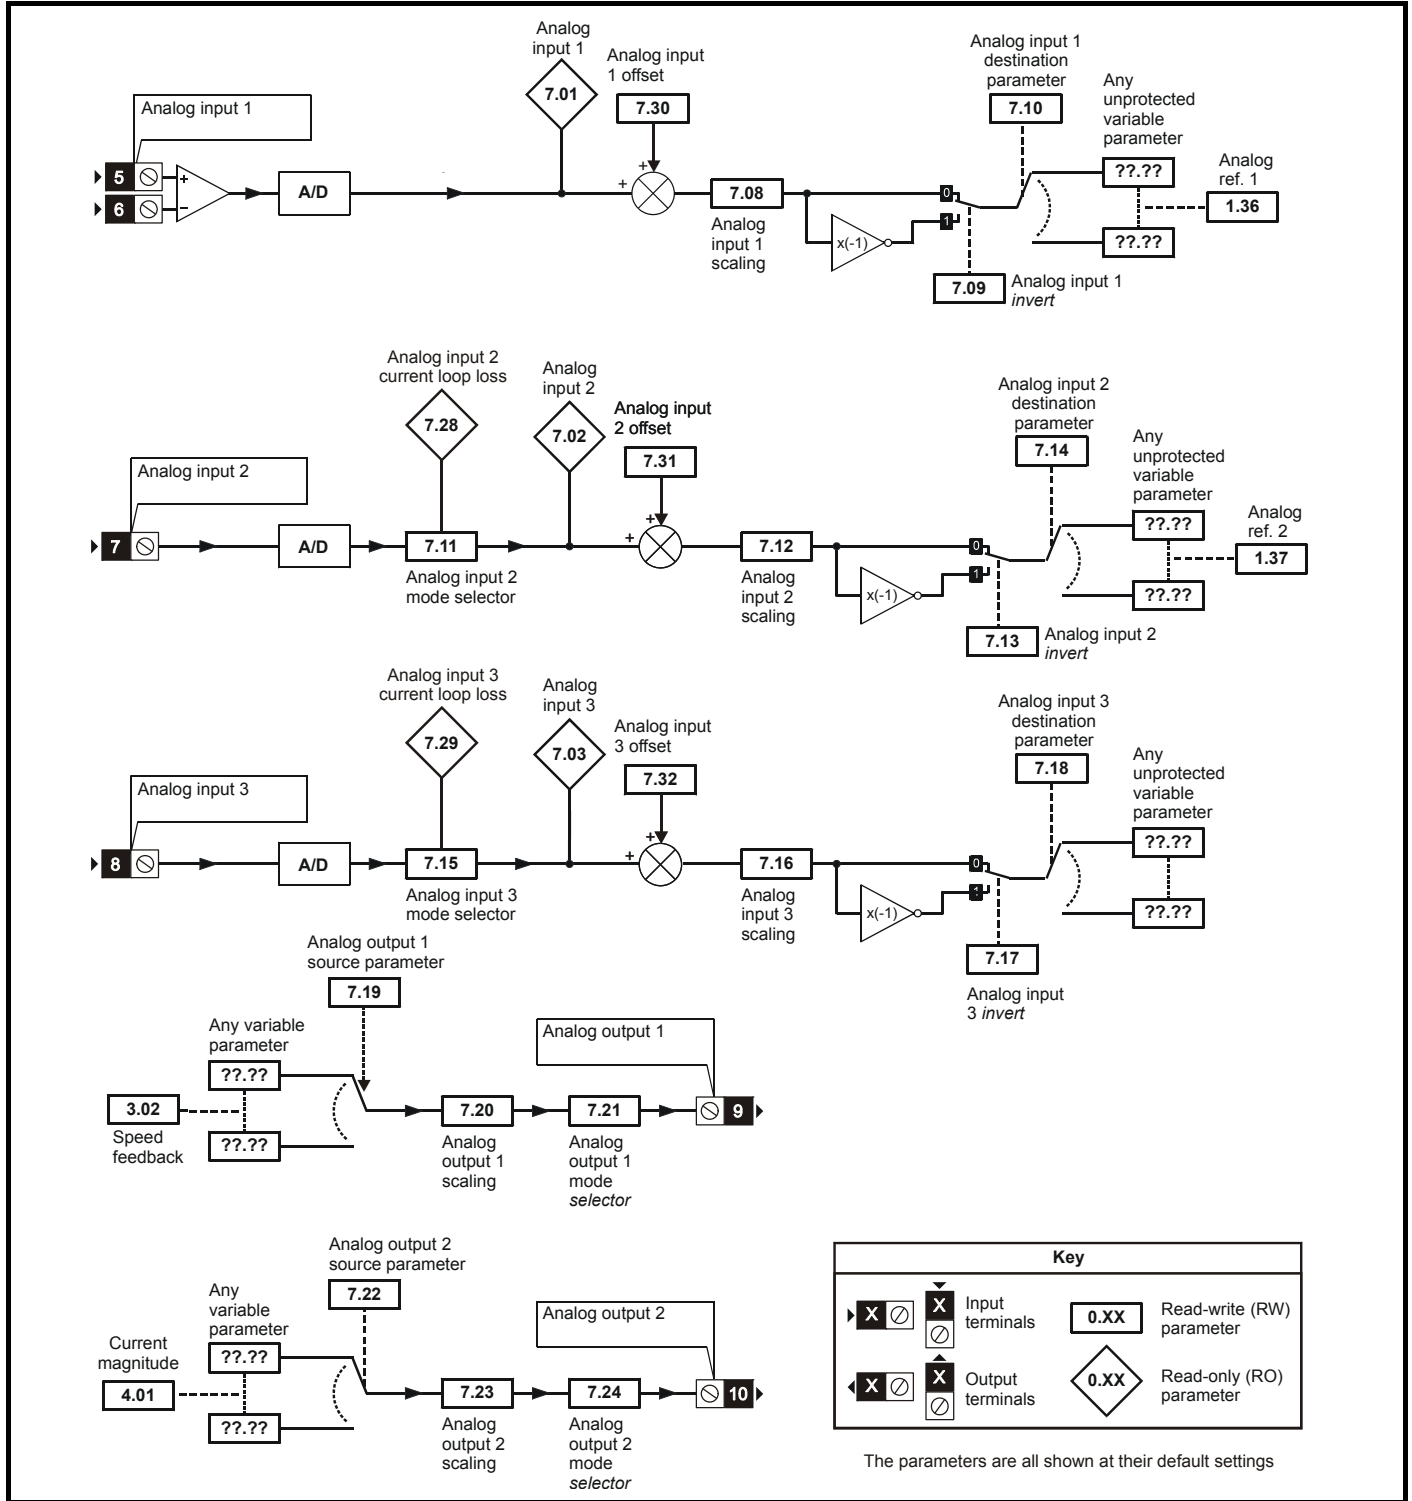 Analog
input 1
Analog input
1 offset
Analog input 1
destination
parameter
Any
unprotected
variable
parameter
Analog input 1
7.01
7.30
7.10
??.??
Analog
ref. 1
5
+
+
6
−
A/D
+
7.08
0
1
1.36
Analog
input 1
scaling
x(-1)
??.??
7.09
Analog input 1
invert
Analog input 2
current loop loss
Analog
input 2
Analog input
2 offset
Analog input 2
destination
parameter
Any
unprotected
variable
parameter
7.28
7.02
7.31
7.14
Analog input 2
??.??
Analog
ref. 2
7
A/D
7.11
+
+
7.12
0
1
1.37
Analog input 2
mode selector
Analog
input 2
scaling
x(-1)
??.??
7.13
Analog input 2
invert
Analog input 3
current loop loss
Analog
input 3
Analog input
3 offset
Analog input 3
destination
parameter
Any
unprotected
variable
parameter
7.29
7.03
7.32
7.18
Analog input 3
??.??
8
A/D
7.15
+
+
7.16
0
1
Analog input 3
mode selector
Analog
input 3
scaling
x(-1)
??.??
7.17
Analog input
3 invert
Analog output 1
source parameter
7.19
Any variable
parameter
??.??
Analog output 1
3.02
Speed
feedback
??.??
7.20
7.21
9
Analog
output 1
scaling
Analog
output 1
mode
selector
Analog output 2
source parameter
7.22
Any
variable
parameter
??.??
Analog output 2
Current
magnitude
4.01
??.??
7.23
7.24
10
Analog
output 2
scaling
Analog
output 2
mode
selector
Key
X
X
Input
terminals
0.XX
Read-write (RW)
parameter
X
X
Output
terminals
0.XX
Read-only (RO)
parameter
The parameters are all shown at their default settings